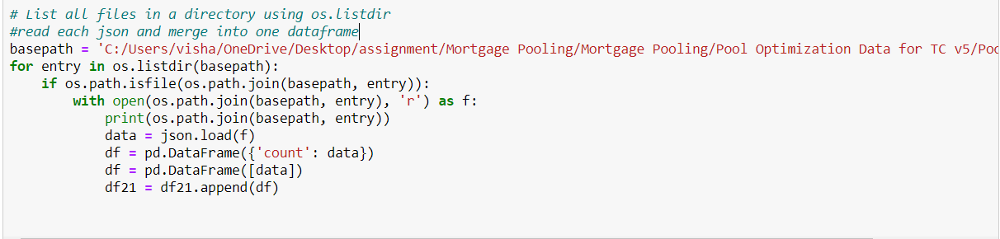 # List all files in a directory using os.listdir
#read each json and merge into one dataframe
basepath = 'C:/Users/visha/OneDrive/Desktop/assignment/Mortgage Pooling/Mortgage Pooling/Pool Optimization Data for TC v5/Poo
for entry in os.listdir(basepath):
    if os.path.isfile(os.path.join(basepath, entry)):
        with open(os.path.join(basepath, entry), 'r') as f:
            print(os.path.join(basepath, entry))
            data = json.load(f)
            df = pd.DataFrame({'count': data})
            df = pd.DataFrame([data])
            df21 = df21.append(df)